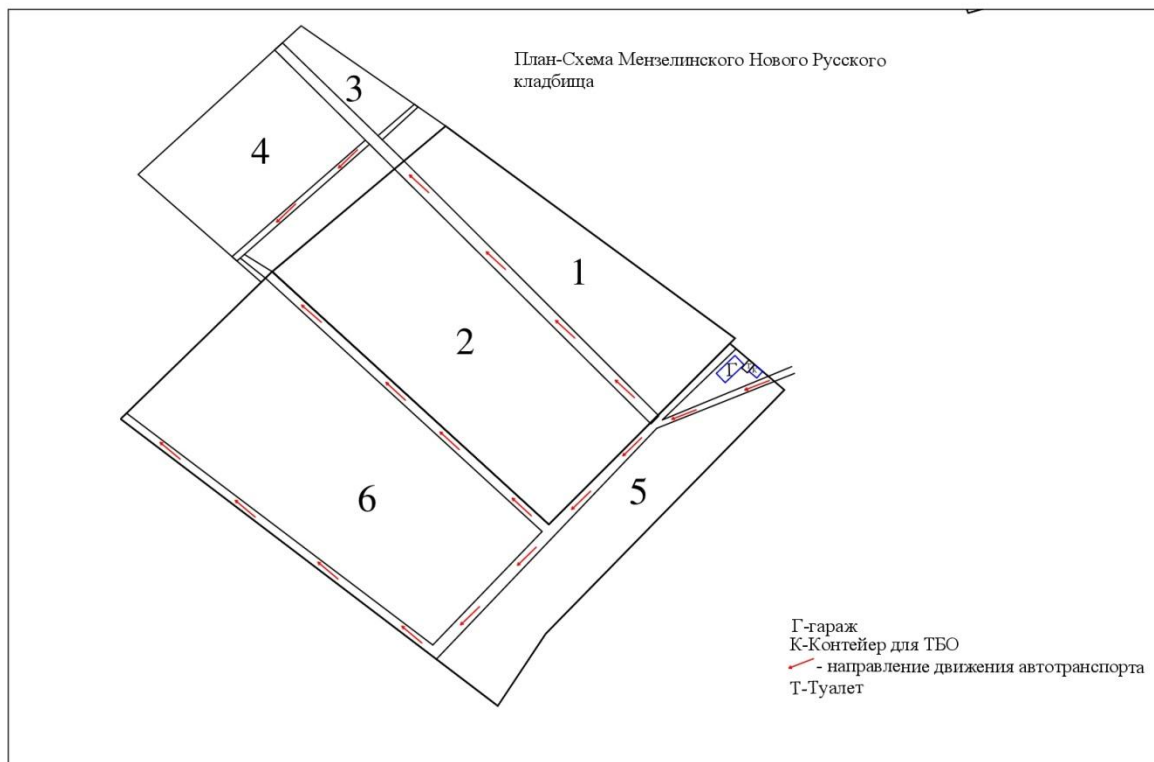 План-Схема Мензелинского Нового Русского
кладбища
3
4
1
2
Г
5
6
Г-гараж
К-Контейер для ТБО
- направление движения автотранспорта
Т-Туалет